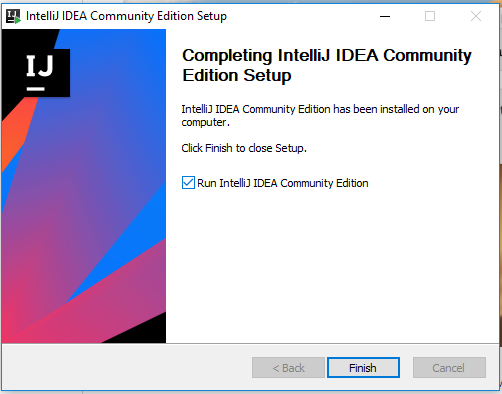 IntelliJ IDEA Community Edition Setup
IJ
Completing IntelliJ IDEA Community
Edition Setup
IntelliJ IDEA Community Edition has been installed on your
computer.
Click Finish to close Setup.
Run IntelliJ IDEA Community Edition
< Back
Finish
Cancel